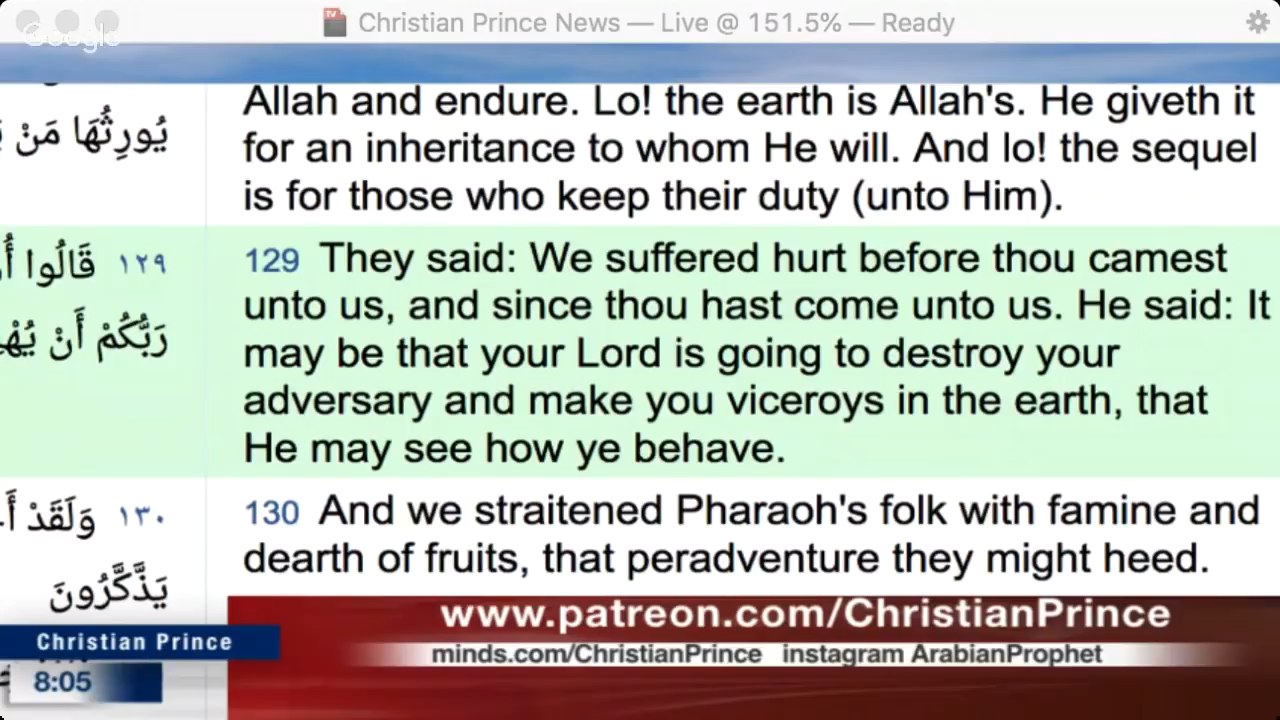 Christian Prince News — Live @ 151.5% — Ready
Google
Allah and endure. Lo! the earth is Allah's. He giveth it
for an inheritance to whom He will. And lo! the sequel
is for those who keep their duty (unto Him).
يُورِثُهَا مَنْ
129 They said: We suffered hurt before thou camest
unto us, and since thou hast come unto us. He said: It
may be that your Lord is going to destroy your
adversary and make you viceroys in the earth, that
He may see how ye behave.
١٢٩ قَالُوا
رَبُّكُمْ أَنْ
130 And we straitened Pharaoh's folk with famine and
dearth of fruits, that peradventure they might heed.
١٣٠ وَلَقَدْ
يَذَّكَّرُونَ
www.patreon.com/ChristianPrince
minds.com/ChristianPrince instagram ArabianProphet
Christian Prince
8:05